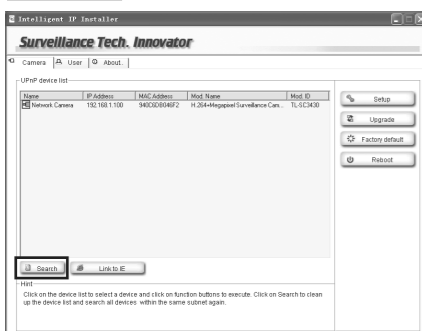 Intelligent IP Installer
Surveillance Tech. Innovator
Camera User About..
UPnP device list
Name IP Address MAC Address Mod. Name Mod. ID
Network Camera 192.168.1.100 940C6DB046F2 H.264+Megapixel Surveillance Cam... TL-SC3430
Setup
Upgrade
Factory default
Reboot
Search Link to IE
Hint
Click on the device list to select a device and click on function buttons to execute. Click on Search to clean
up the device list and search all devices within the same subnet again.